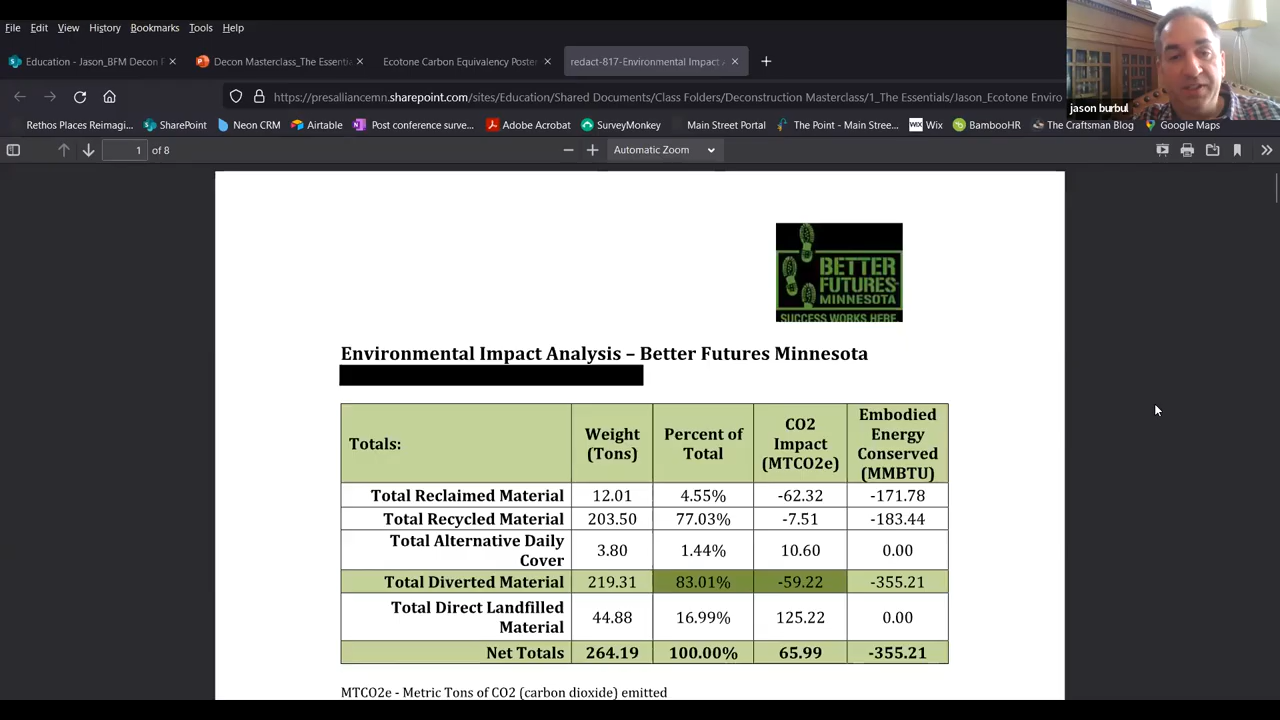 File Edit View History Bookmarks Tools Help
Education - Jason_BFM Decon
Decon Masterclass_The Essentia
Ecotone Carbon Equivalency Poster
redact-817-Environmental Impact
jason burbul
https://presalliancemn.sharepoint.com/sites/Education/Shared Documents/Class Folders/Deconstruction Masterclass/1_The Essentials/Jason_Ecotone Enviro
Rethos Places Reimagi... SharePoint Neon CRM Airtable Post conference surve... Adobe Acrobat SurveyMonkey Main Street Portal The Point - Main Stree... WIX Wix BambooHR The Craftsman Blog Google Maps
1 of 8 Automatic Zoom
BETTER
FUTURES
MINNESOTA
SUCCESS WORKS HERE
Environmental Impact Analysis – Better Futures Minnesota
Totals: Weight (Tons) Percent of Total CO2 Impact (MTCO2e) Embodied Energy Conserved (MMBTU)
Total Reclaimed Material 12.01 4.55% -62.32 -171.78
Total Recycled Material 203.50 77.03% -7.51 -183.44
Total Alternative Daily Cover 3.80 1.44% 10.60 0.00
Total Diverted Material 219.31 83.01% -59.22 -355.21
Total Direct Landfilled Material 44.88 16.99% 125.22 0.00
Net Totals 264.19 100.00% 65.99 -355.21
MTCO2e - Metric Tons of CO2 (carbon dioxide) emitted